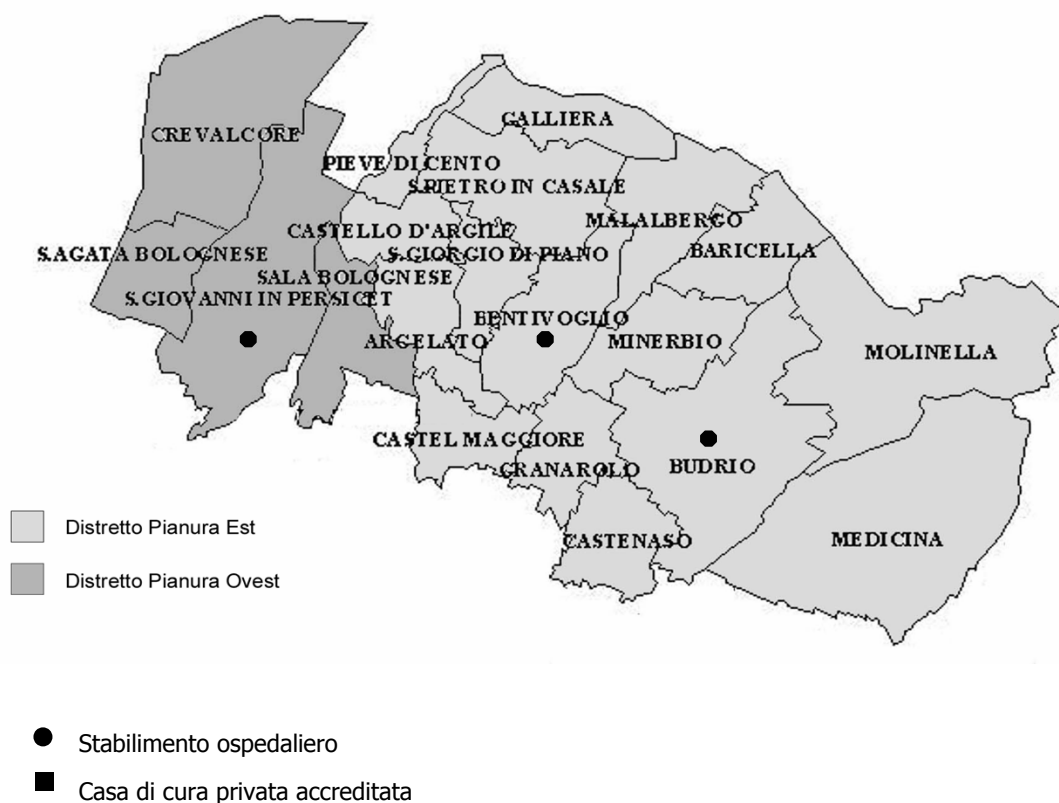 CALLIERA
CREVALCORE
PIEVE DI CENTO
S.PIETRO IN CASALE
MALALBERGO
CASTELLO D'ARGILE
BARICELLA
S.AGATA BOLOGNESE
S.GIORGIO DI PIANO
SALA BOLOGNESE
S.GIOVANNI IN PERSICET
BENTIVOGLIO
ARGELATO
MINERBIO
MOLINELLA
CASTEL MAGGIORE
GRANAROLO
BUDRIO
CASTENASO
MEDICINA
Distretto Pianura Est
Distretto Pianura Ovest
Stabilimento ospedaliero
Casa di cura privata accreditata